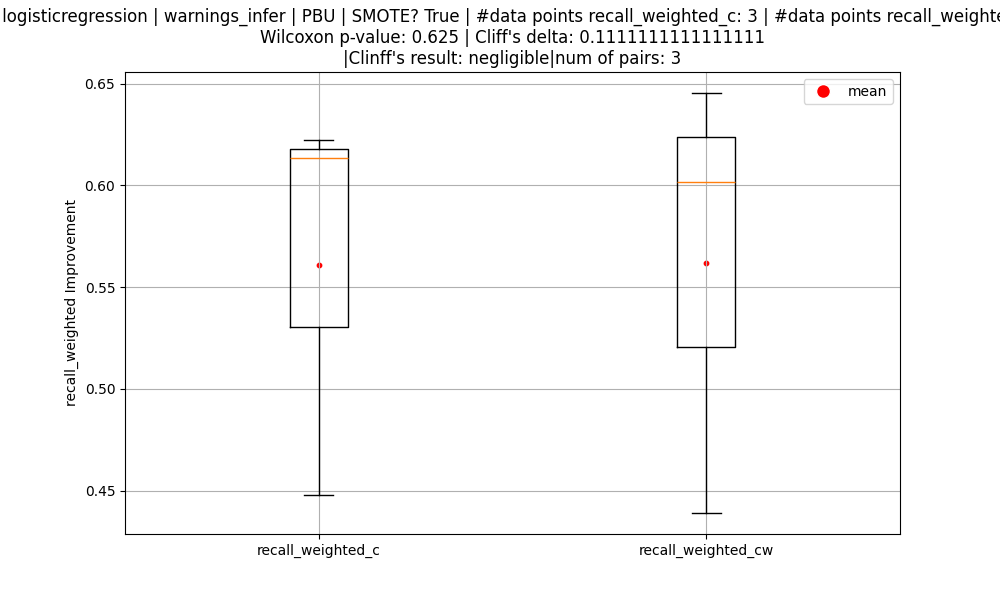 logisticregression | warnings_infer | PBU | SMOTE? True | #data points recall_weighted_c: 3 | #data points
Wilcoxon p-value: 0.625 | Cliff's delta: 0.1111111111111111
|Clinff's result: negligible|num of pairs: 3
mean
0.65
0.60
0.55
0.50
0.45
recall_weighted Improvement
recall_weighted_c
recall_weighted_cw